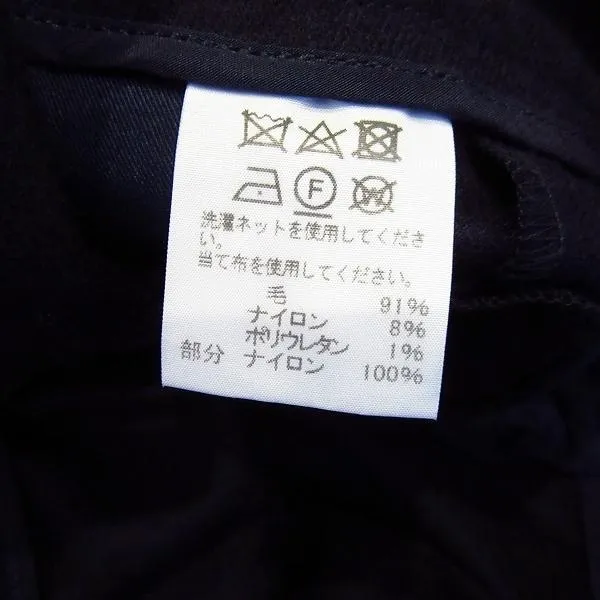 F
W
洗濯ネットを使用してくださ
い。
当て布を使用してください。
毛 91%
ナイロン 8%
ポリウレタン 1%
部分 ナイロン 100%